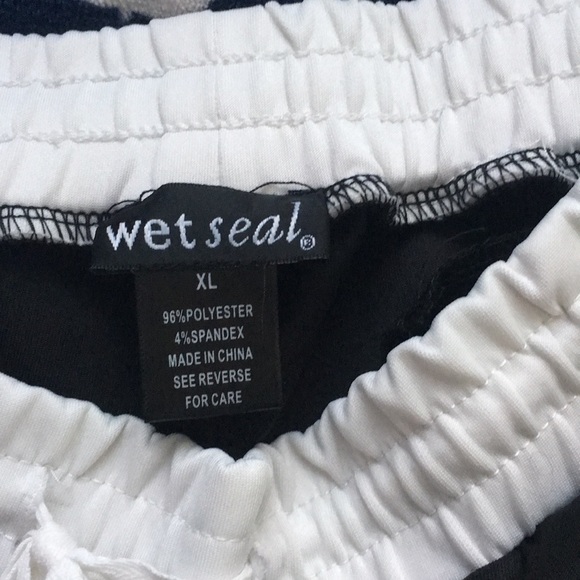 wet seal®
XL
96%POLYESTER
4%SPANDEX
MADE IN CHINA
SEE REVERSE
FOR CARE